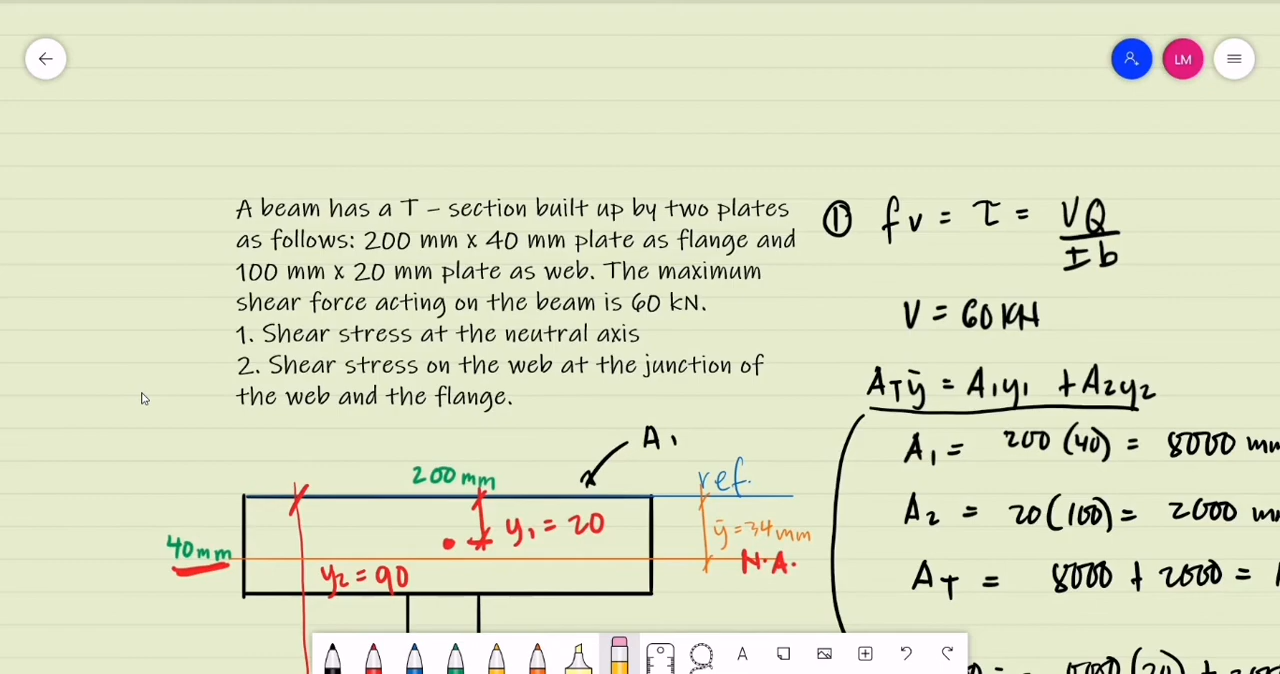 LM
A beam has a T – section built up by two plates
as follows: 200 mm x 40 mm plate as flange and
100 mm x 20 mm plate as web. The maximum
shear force acting on the beam is 60 kN.
1. Shear stress at the neutral axis
2. Shear stress on the web at the junction of
the web and the flange.
A₁
200 mm
ref.
40mm
y₁ = 20
ȳ = 34 mm
N.A.
y₂ = 90
① fv = τ = VQ
Ib
V = 60 KN
ATȳ = A₁y₁ + A₂y₂
A₁ = 200 (40) = 8000 mm
A₂ = 20(100) = 2000 mm
AT = 8000 + 2000 =
A